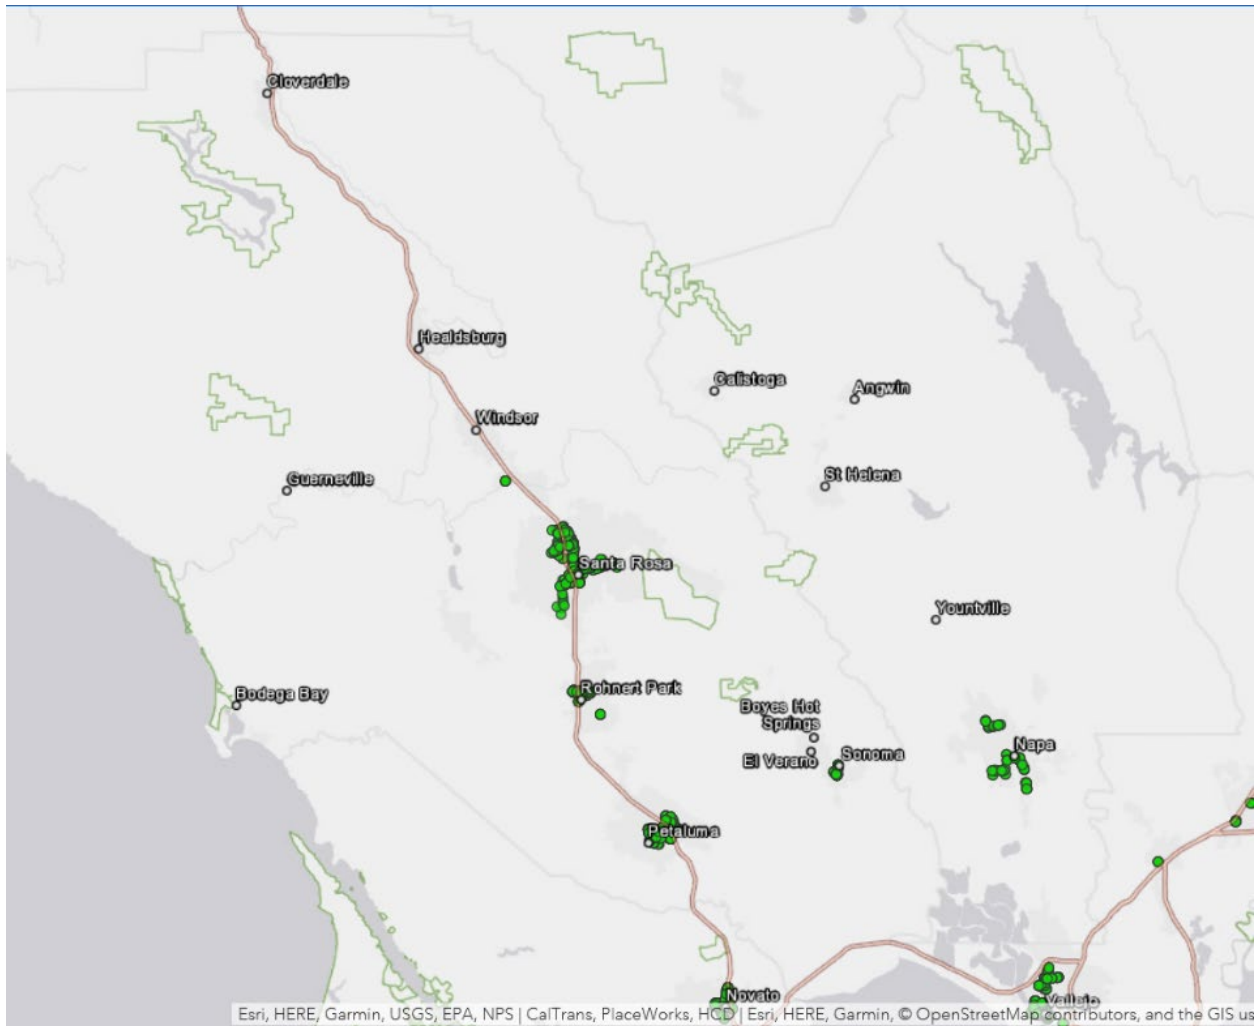 Cloverdale
Healdsburg
Calistoga
Angwin
Windsor
Guerneville
St Helena
Santa Rosa
Yountville
Bodega Bay
Rohnert Park
Boyes Hot
Springs
El Verano
Sonoma
Napa
Petaluma
Novato
Vallejo
Esri, HERE, Garmin, USGS, EPA, NPS | CalTrans, PlaceWorks, HCD | Esri, HERE, Garmin, © OpenStreetMap contributors, and the GIS us